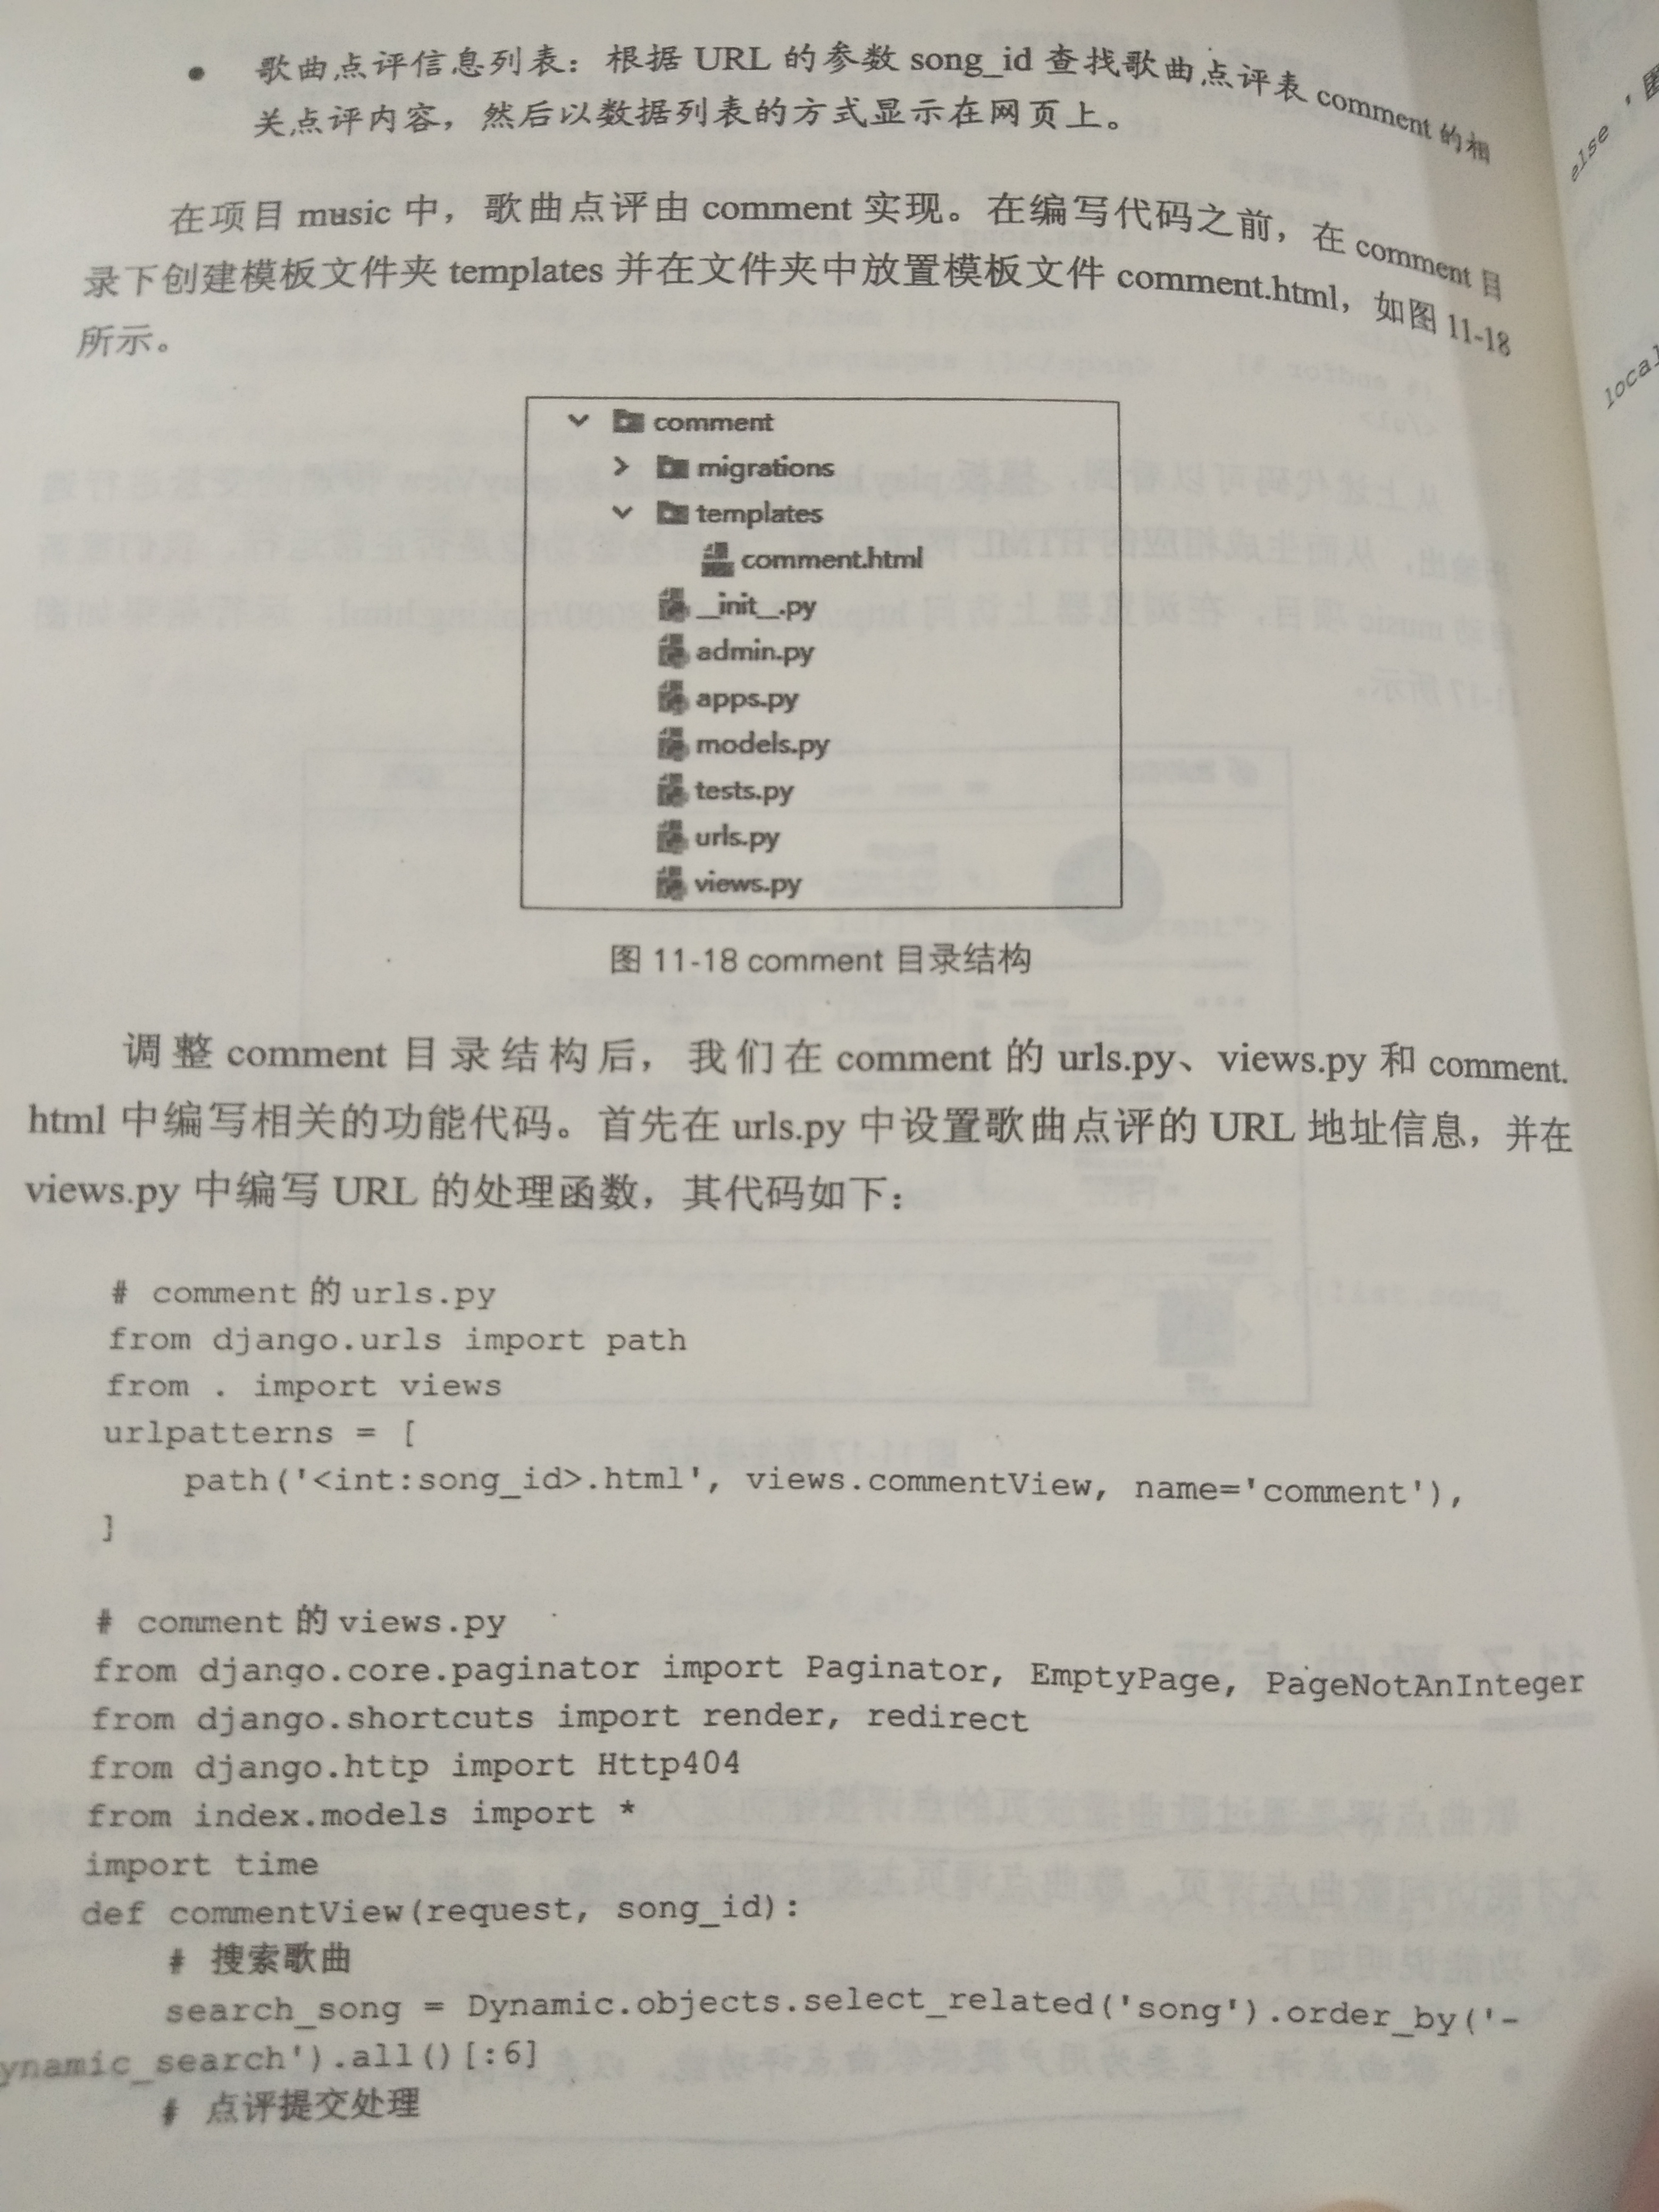 • 歌曲点评信息列表：根据 URL 的参数 song_id 查找歌曲点评表 comment 的相
关点评内容，然后以数据列表的方式显示在网页上。
在项目 music 中，歌曲点评由 comment 实现。在编写代码之前，在 comment 目
录下创建模板文件夹 templates 并在文件夹中放置模板文件 comment.html，如图 11-18
所示。
comment
migrations
templates
comment.html
__init__.py
admin.py
apps.py
models.py
tests.py
urls.py
views.py
图 11-18 comment 目录结构
调整 comment 目录结构后，我们在 comment 的 urls.py、views.py 和 comment.
html 中编写相关的功能代码。首先在 urls.py 中设置歌曲点评的 URL 地址信息，并在
views.py 中编写 URL 的处理函数，其代码如下：
# comment 的 urls.py
from django.urls import path
from . import views
urlpatterns = [
path('<int:song_id>.html', views.commentView, name='comment'),
]
# comment 的 views.py
from django.core.paginator import Paginator, EmptyPage, PageNotAnInteger
from django.shortcuts import render, redirect
from django.http import Http404
from index.models import *
import time
def commentView(request, song_id):
# 搜索歌曲
search_song = Dynamic.objects.select_related('song').order_by('-
ynamic_search').all()[:6]
# 点评提交处理
else
local